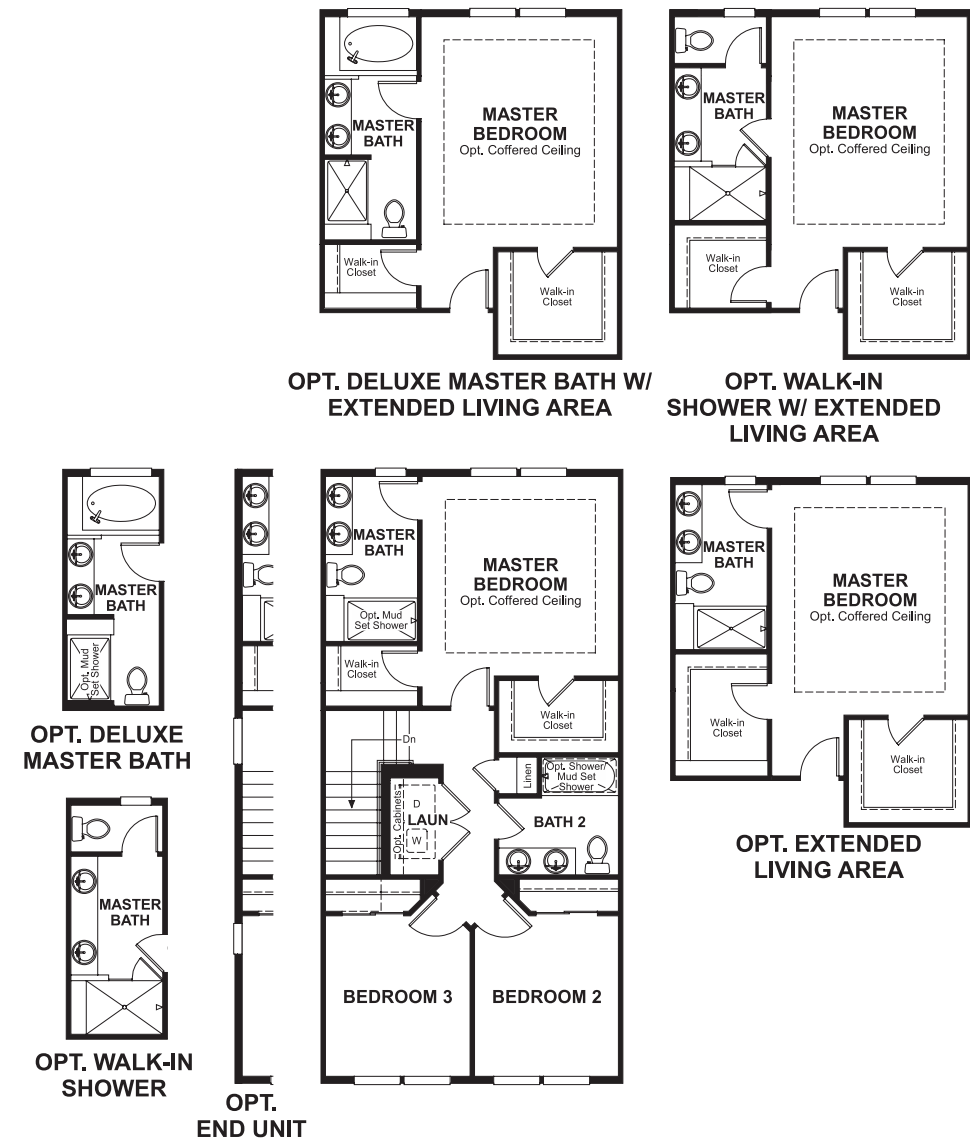 MASTER
BATH
MASTER
BEDROOM
Opt. Coffered Ceiling
Walk-in
Closet
Walk-in
Closet
OPT. DELUXE MASTER BATH W/
EXTENDED LIVING AREA
MASTER
BATH
MASTER
BEDROOM
Opt. Coffered Ceiling
Walk-in
Closet
Walk-in
Closet
OPT. WALK-IN
SHOWER W/ EXTENDED
LIVING AREA
MASTER
BATH
Opt. Mud
Set Shower
OPT. DELUXE
MASTER BATH
MASTER
BATH
OPT. WALK-IN
SHOWER
OPT.
END UNIT
MASTER
BATH
Opt. Mud
Set Shower
MASTER
BEDROOM
Opt. Coffered Ceiling
Walk-in
Closet
Walk-in
Closet
Dn
Linen
Opt. Shower/
Mud Set
Shower
Opt. Cabinets
D
LAUN
W
BATH 2
BEDROOM 3
BEDROOM 2
MASTER
BATH
MASTER
BEDROOM
Opt. Coffered Ceiling
Walk-in
Closet
Walk-in
Closet
OPT. EXTENDED
LIVING AREA